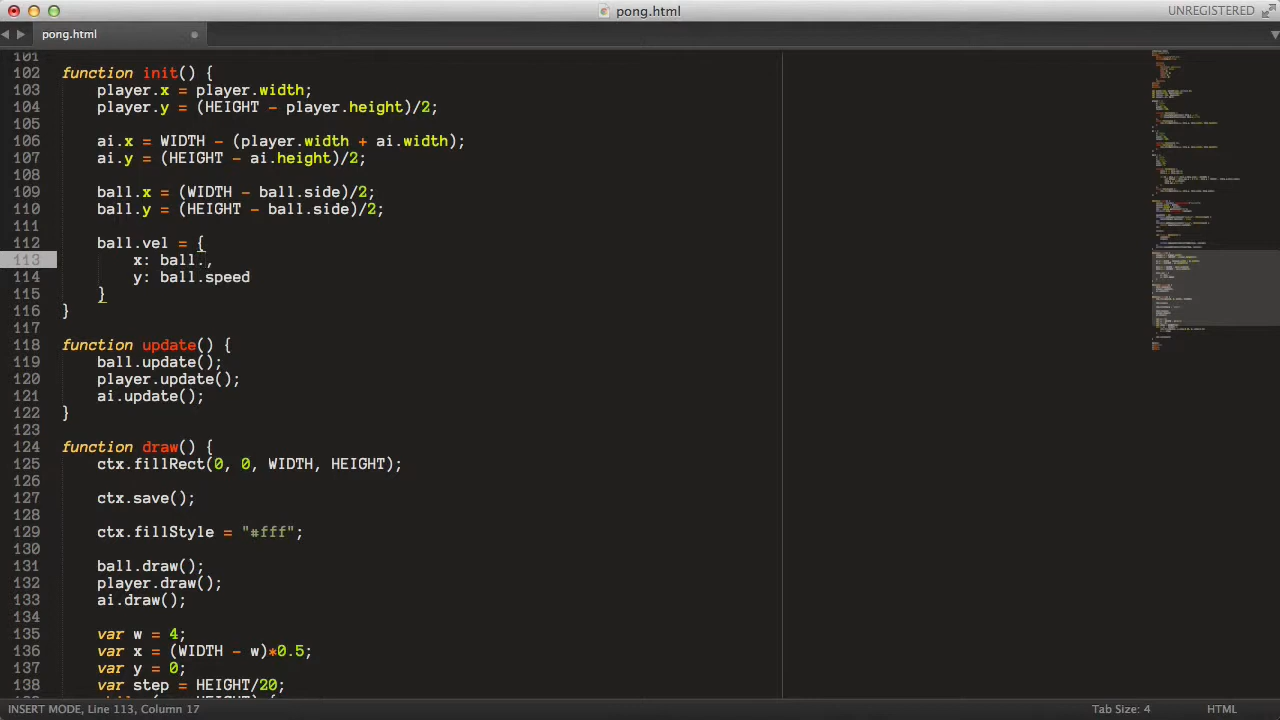 pong.html
UNREGISTERED
pong.html
101
102 function init() {
103 player.x = player.width;
104 player.y = (HEIGHT - player.height)/2;
105
106 ai.x = WIDTH - (player.width + ai.width);
107 ai.y = (HEIGHT - ai.height)/2;
108
109 ball.x = (WIDTH - ball.side)/2;
110 ball.y = (HEIGHT - ball.side)/2;
111
112 ball.vel = {
113 x: ball.,
114 y: ball.speed
115 }
116 }
117
118 function update() {
119 ball.update();
120 player.update();
121 ai.update();
122 }
123
124 function draw() {
125 ctx.fillRect(0, 0, WIDTH, HEIGHT);
126
127 ctx.save();
128
129 ctx.fillStyle = "#fff";
130
131 ball.draw();
132 player.draw();
133 ai.draw();
134
135 var w = 4;
136 var x = (WIDTH - w)*0.5;
137 var y = 0;
138 var step = HEIGHT/20;
INSERT MODE, Line 113, Column 17
Tab Size: 4
HTML